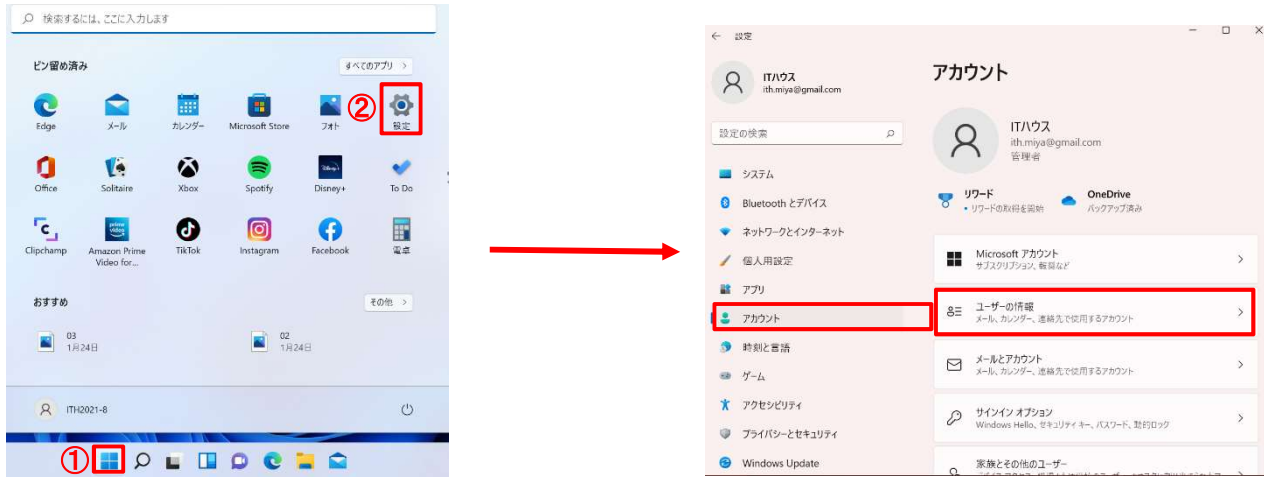 検索するには、ここに入力します
ピン留め済み
すべてのアプリ >
②
Edge
メール
カレンダー
Microsoft Store
フォト
設定
Office
Solitaire
Xbox
Spotify
Disney+
To Do
Clipchamp
Amazon Prime
Video for...
TikTok
Instagram
Facebook
電卓
おすすめ
その他 >
03
1月24日
02
1月24日
ITH2021-8
①
← 設定
ITハウス
ith.miya@gmail.com
設定の検索
システム
Bluetooth とデバイス
ネットワークとインターネット
個人用設定
アプリ
アカウント
時刻と言語
ゲーム
アクセシビリティ
プライバシーとセキュリティ
Windows Update
アカウント
ITハウス
ith.miya@gmail.com
管理者
リワード
• リワードの取得を開始
OneDrive
バックアップ済み
Microsoft アカウント
サブスクリプション、報奨など
ユーザーの情報
メール、カレンダー、連絡先で使用するアカウント
メールとアカウント
メール、カレンダー、連絡先で使用するアカウント
サインイン オプション
Windows Hello、セキュリティ キー、パスワード、動的ロック
家族とその他のユーザー